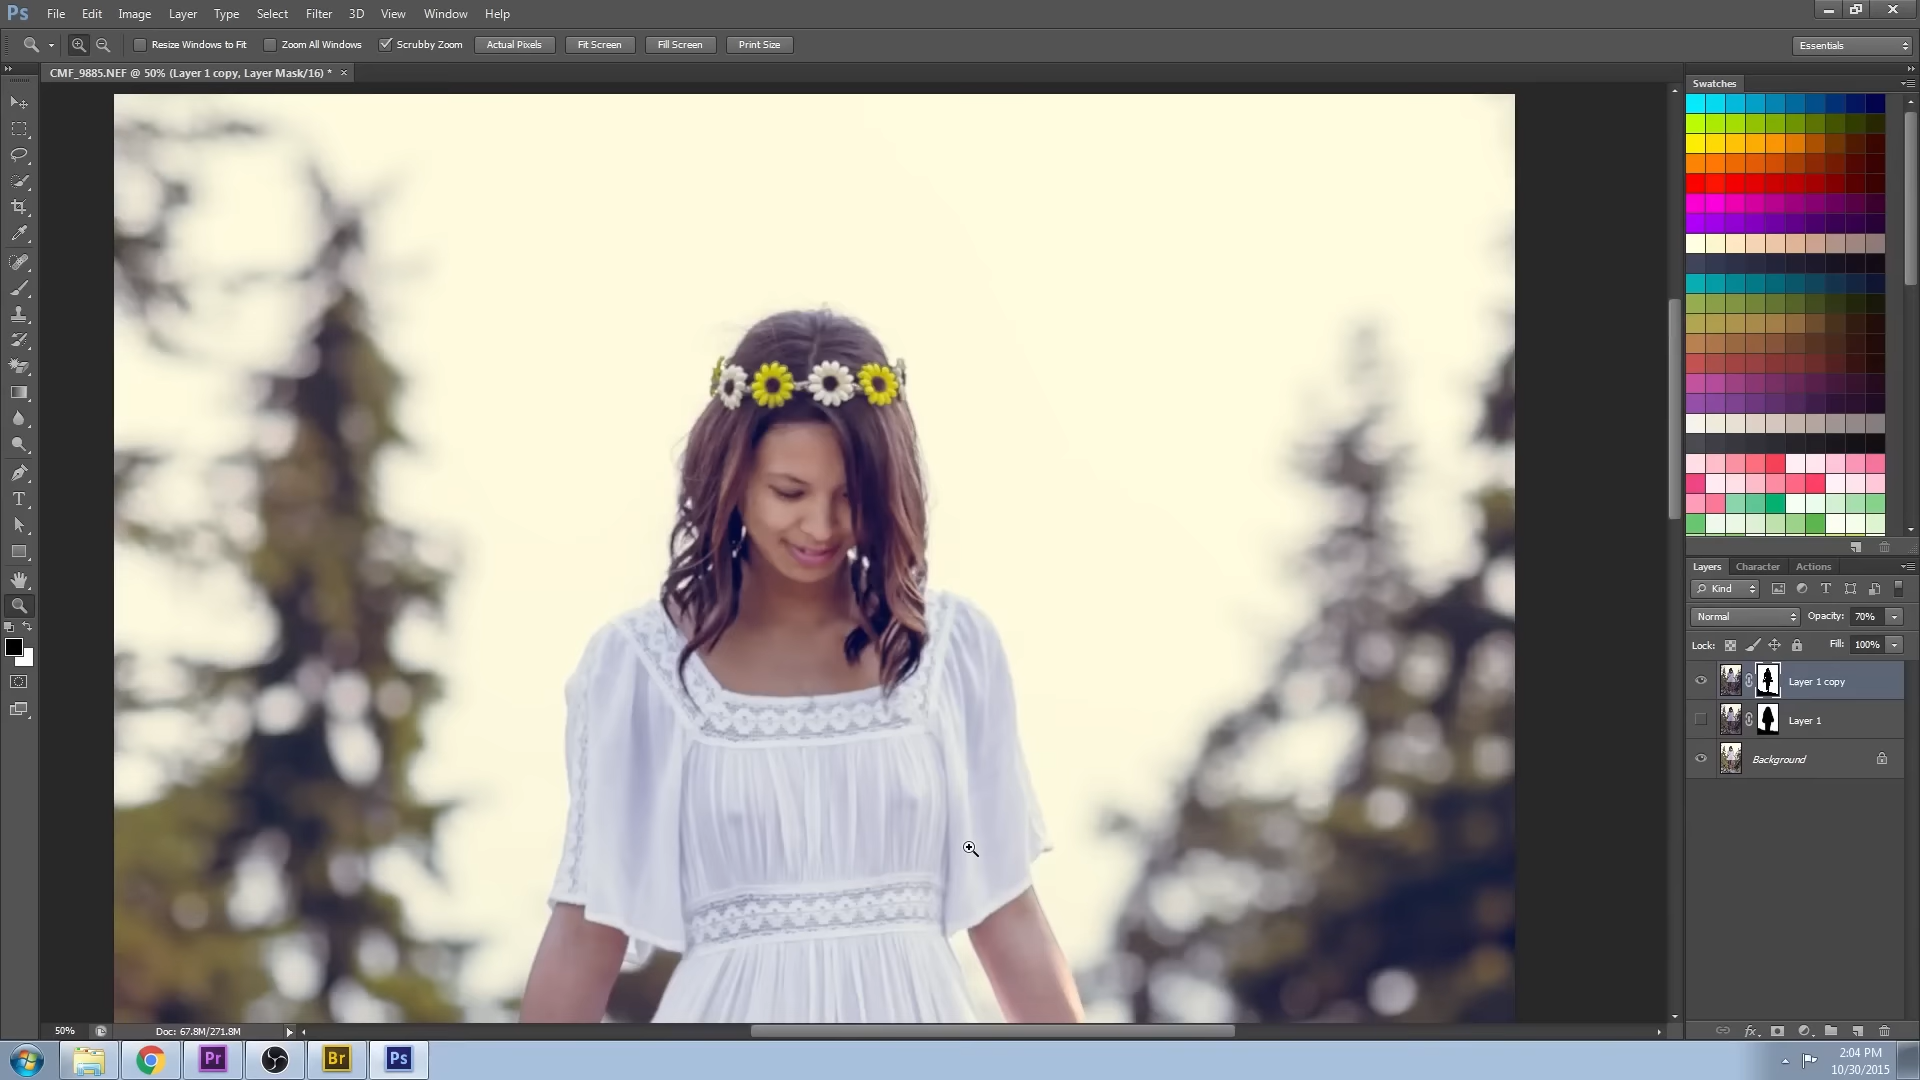 Ps File Edit Image Layer Type Select Filter 3D View Window Help
Resize Windows to Fit Zoom All Windows Scrubby Zoom Actual Pixels Fit Screen Fill Screen Print Size Essentials
CMF_9885.NEF @ 50% (Layer 1 copy, Layer Mask/16) * ×
Swatches
Layers Character Actions
Kind
Normal Opacity: 70%
Lock: Fill: 100%
Layer 1 copy
Layer 1
Background
50% Doc: 67.8M/271.8M
fx
Pr Br Ps
2:04 PM
10/30/2015